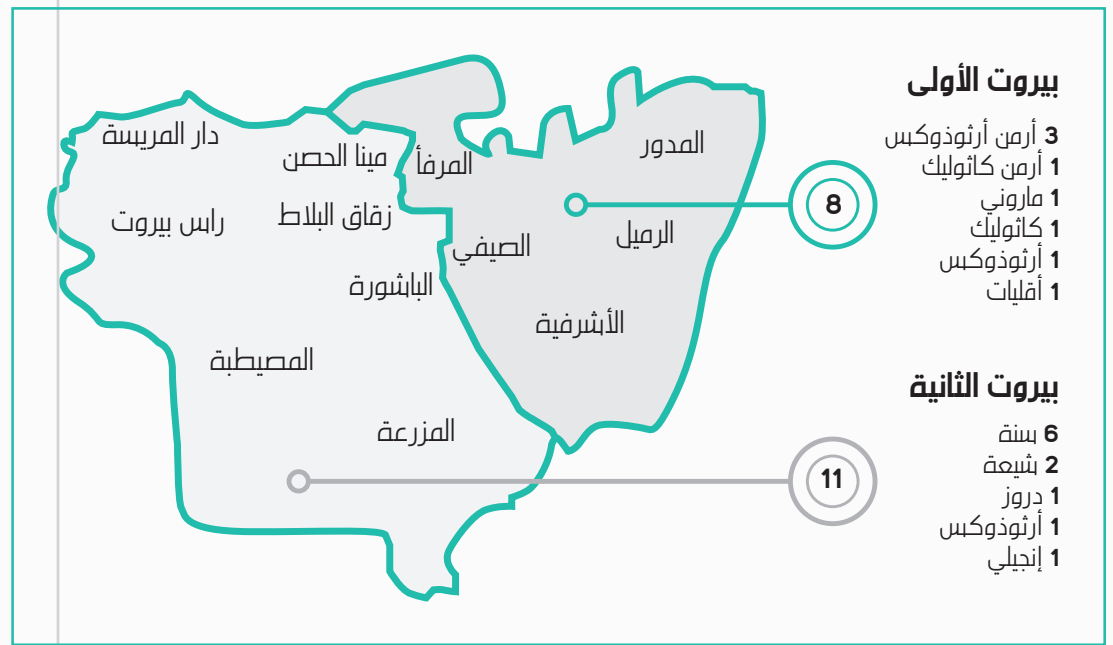 بيروت الأولى
3 أرمن أرثوذوكس
1 أرمن كاثوليك
1 ماروني
1 كاثوليك
1 أرثوذوكس
1 أقليات
8
بيروت الثانية
6 سنة
2 شيعة
1 دروز
1 أرثوذوكس
1 إنجيلي
11
المدور
الرميل
المرفأ
الصيفي
الأشرفية
مينا الحصن
دار المريسة
زقاق البلاط
راس بيروت
الباشورة
المصيطبة
المزرعة